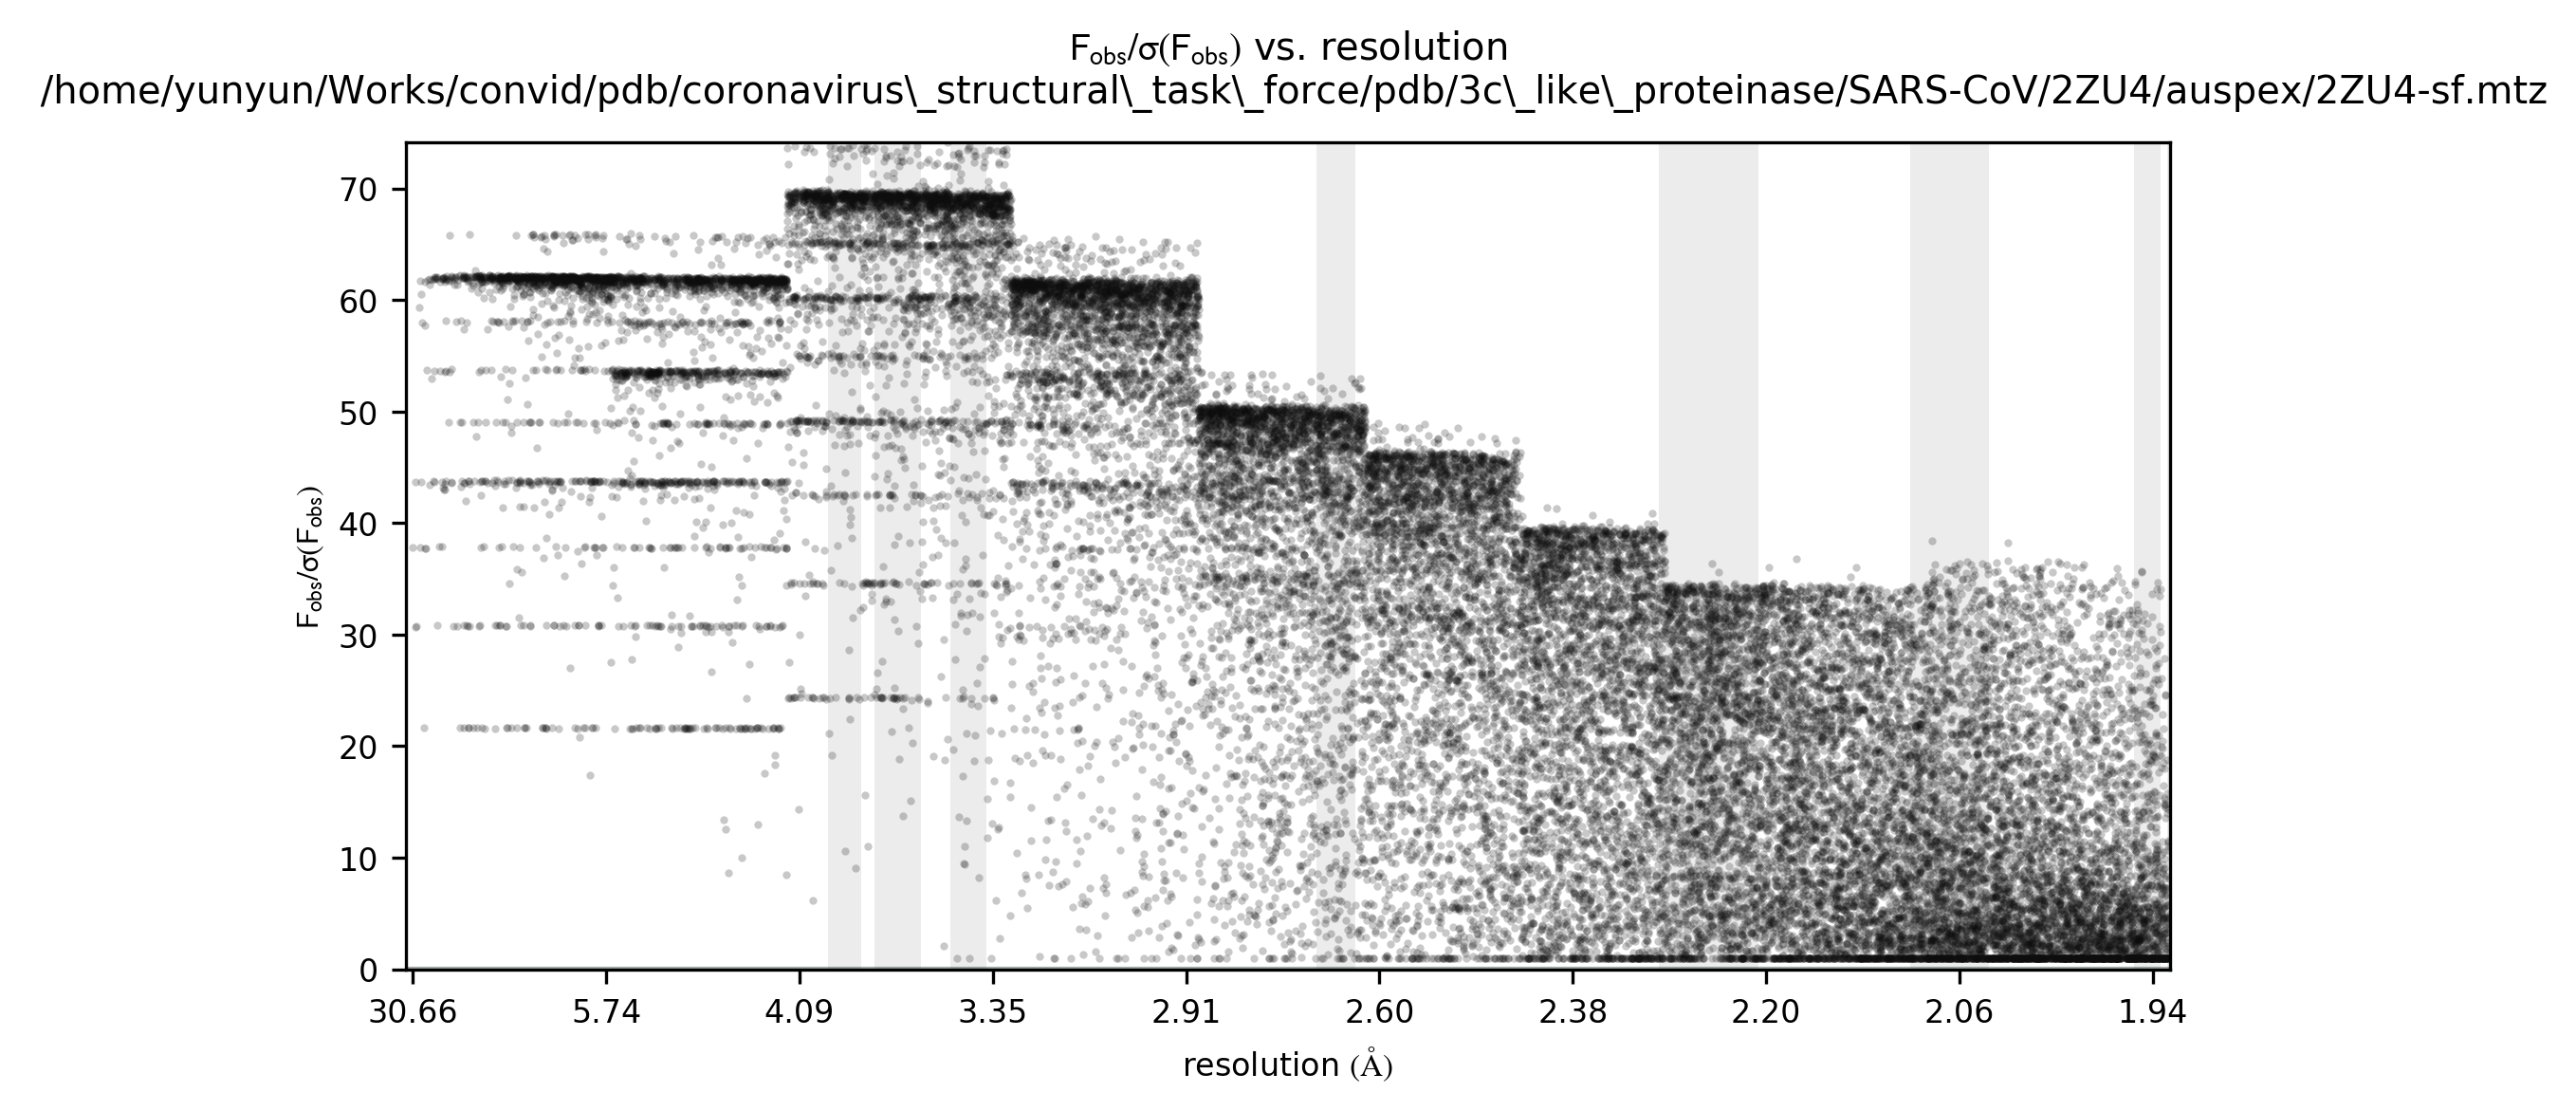 Fobs/σ(Fobs) vs. resolution
/home/yunyun/Works/convid/pdb/coronavirus\_structural\_task\_force/pdb/3c\_like\_proteinase/SARS-CoV/2ZU4/auspex/2ZU4-sf.mtz
Fobs/σ(Fobs)
70
60
50
40
30
20
10
0
30.66 5.74 4.09 3.35 2.91 2.60 2.38 2.20 2.06 1.94
resolution (Å)